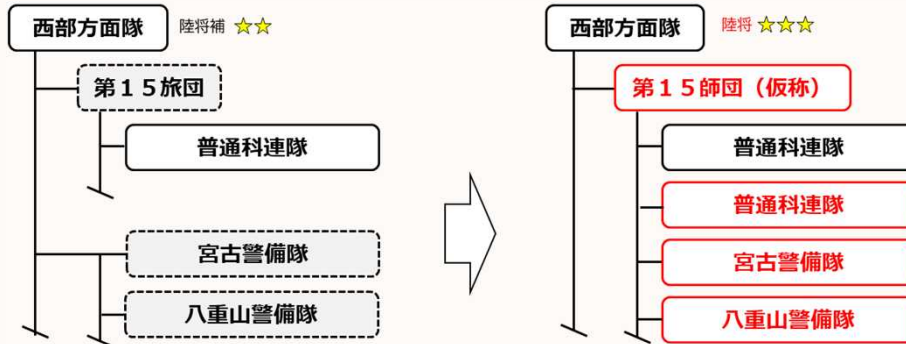 西部方面隊 陸将補 ★★
第１５旅団
普通科連隊
宮古警備隊
八重山警備隊
西部方面隊 陸将 ★★★
第１５師団（仮称）
普通科連隊
普通科連隊
宮古警備隊
八重山警備隊